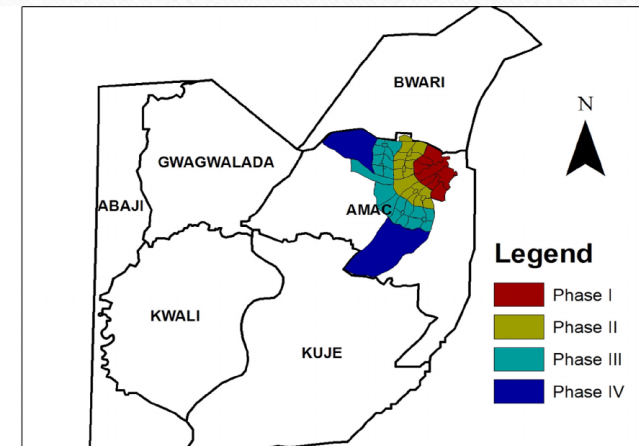 BWARI
N
GWAGWALADA
ABAJI
AMAC
KWALI
KUJE
Legend
Phase I
Phase II
Phase III
Phase IV